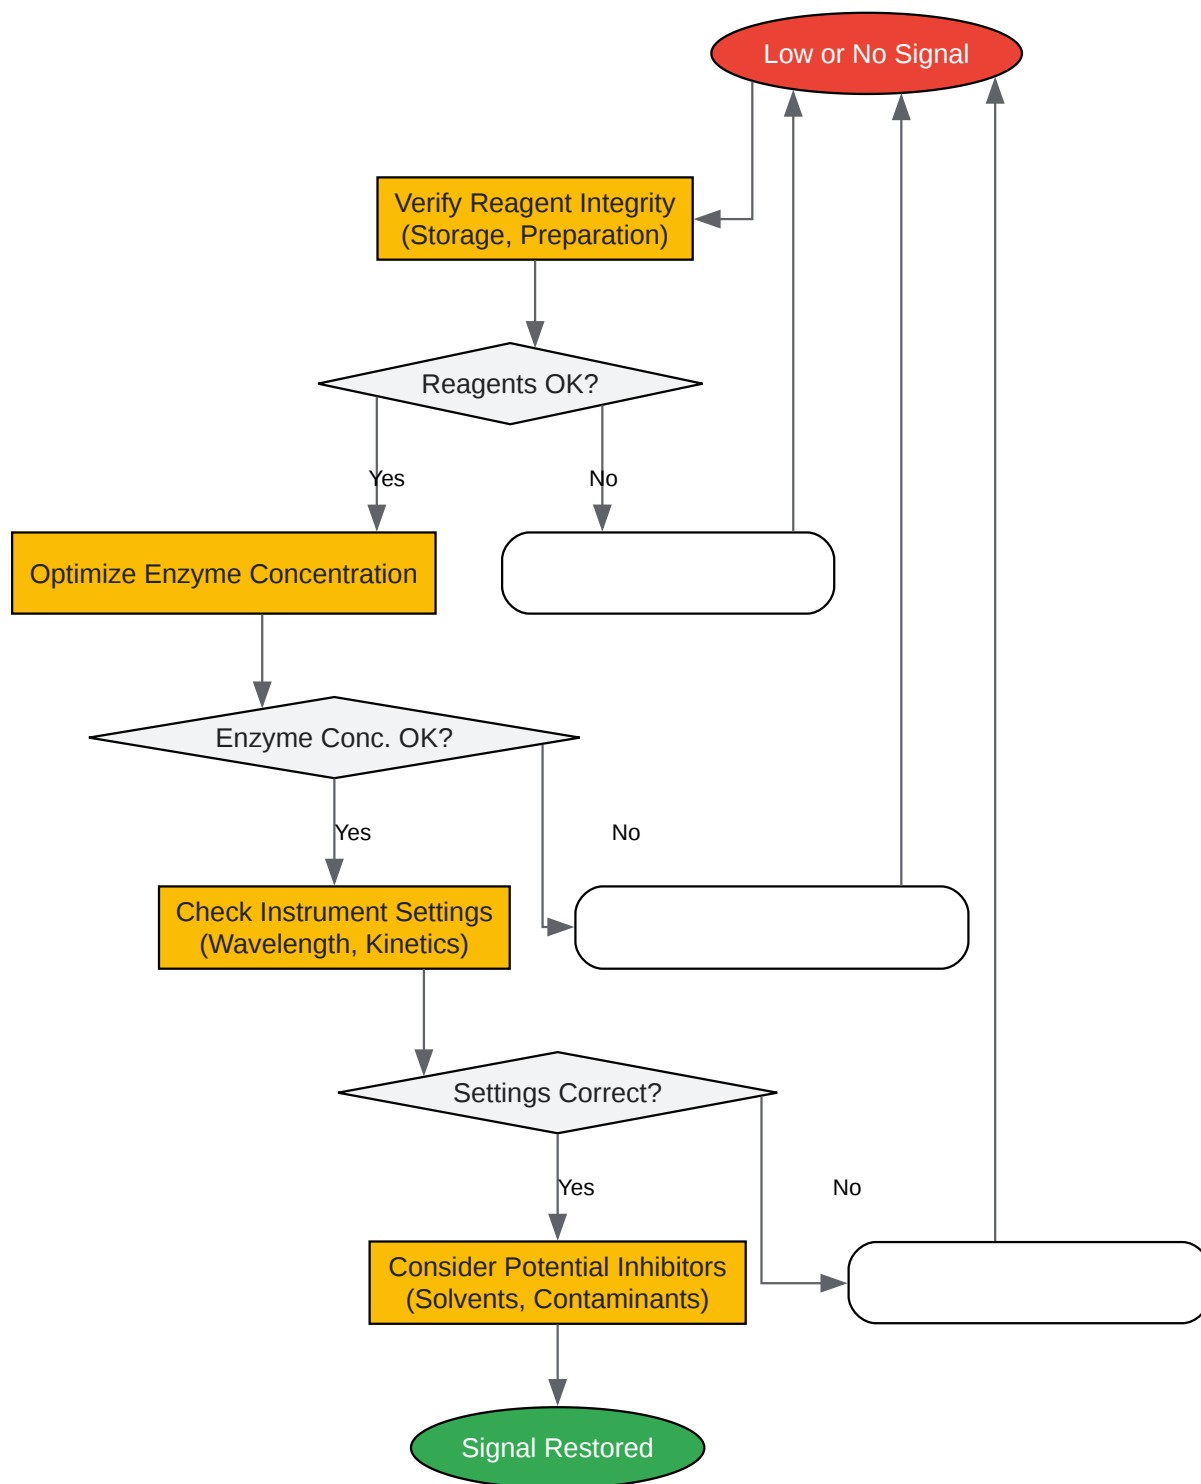 Low or No Signal
Verify Reagent Integrity
(Storage, Preparation)
Reagents OK?
Yes
No
Optimize Enzyme Concentration
Enzyme Conc. OK?
Yes
No
Check Instrument Settings
(Wavelength, Kinetics)
Settings Correct?
Yes
No
Consider Potential Inhibitors
(Solvents, Contaminants)
Signal Restored